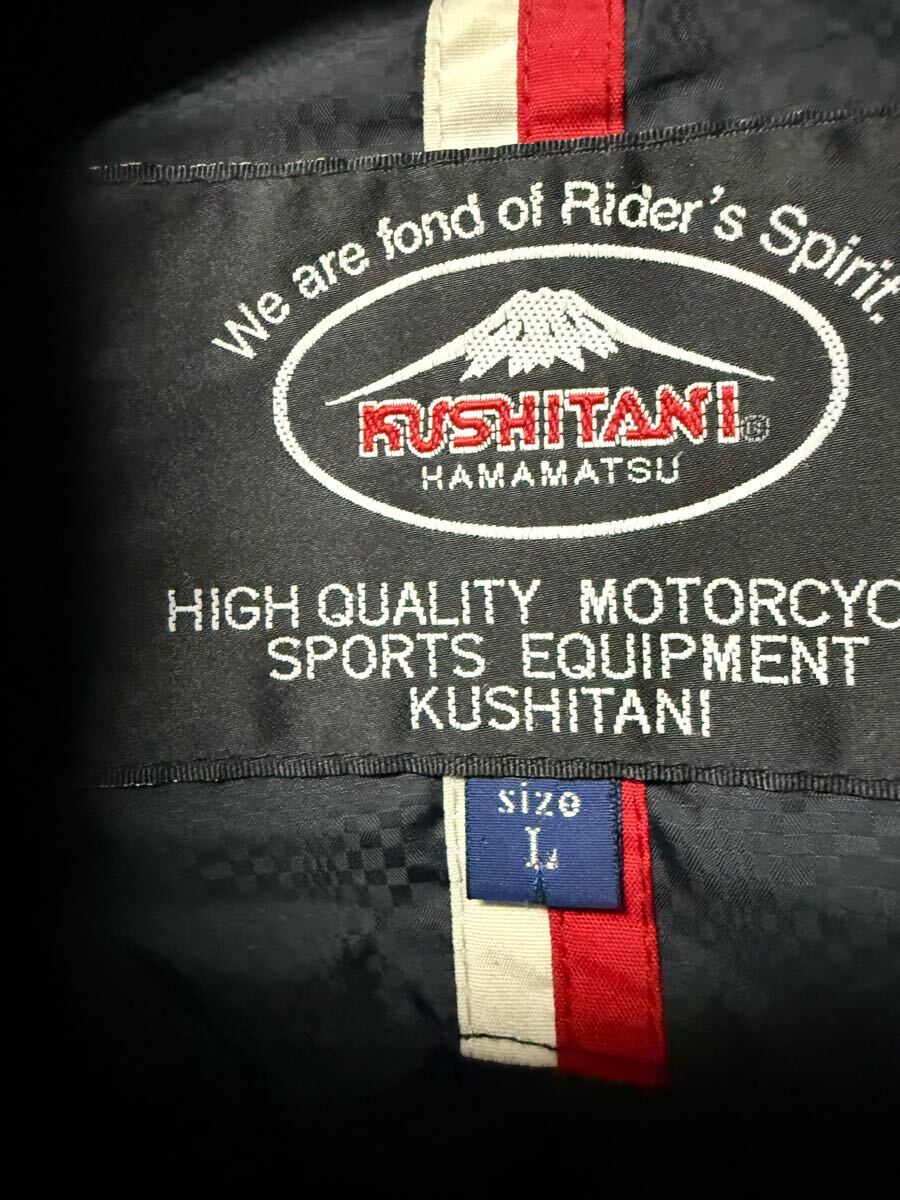 We are fond of Rider's Spirit.
KUSHITANI
HAMAMATSU
HIGH QUALITY MOTORCYC
SPORTS EQUIPMENT
KUSHITANI
size
L